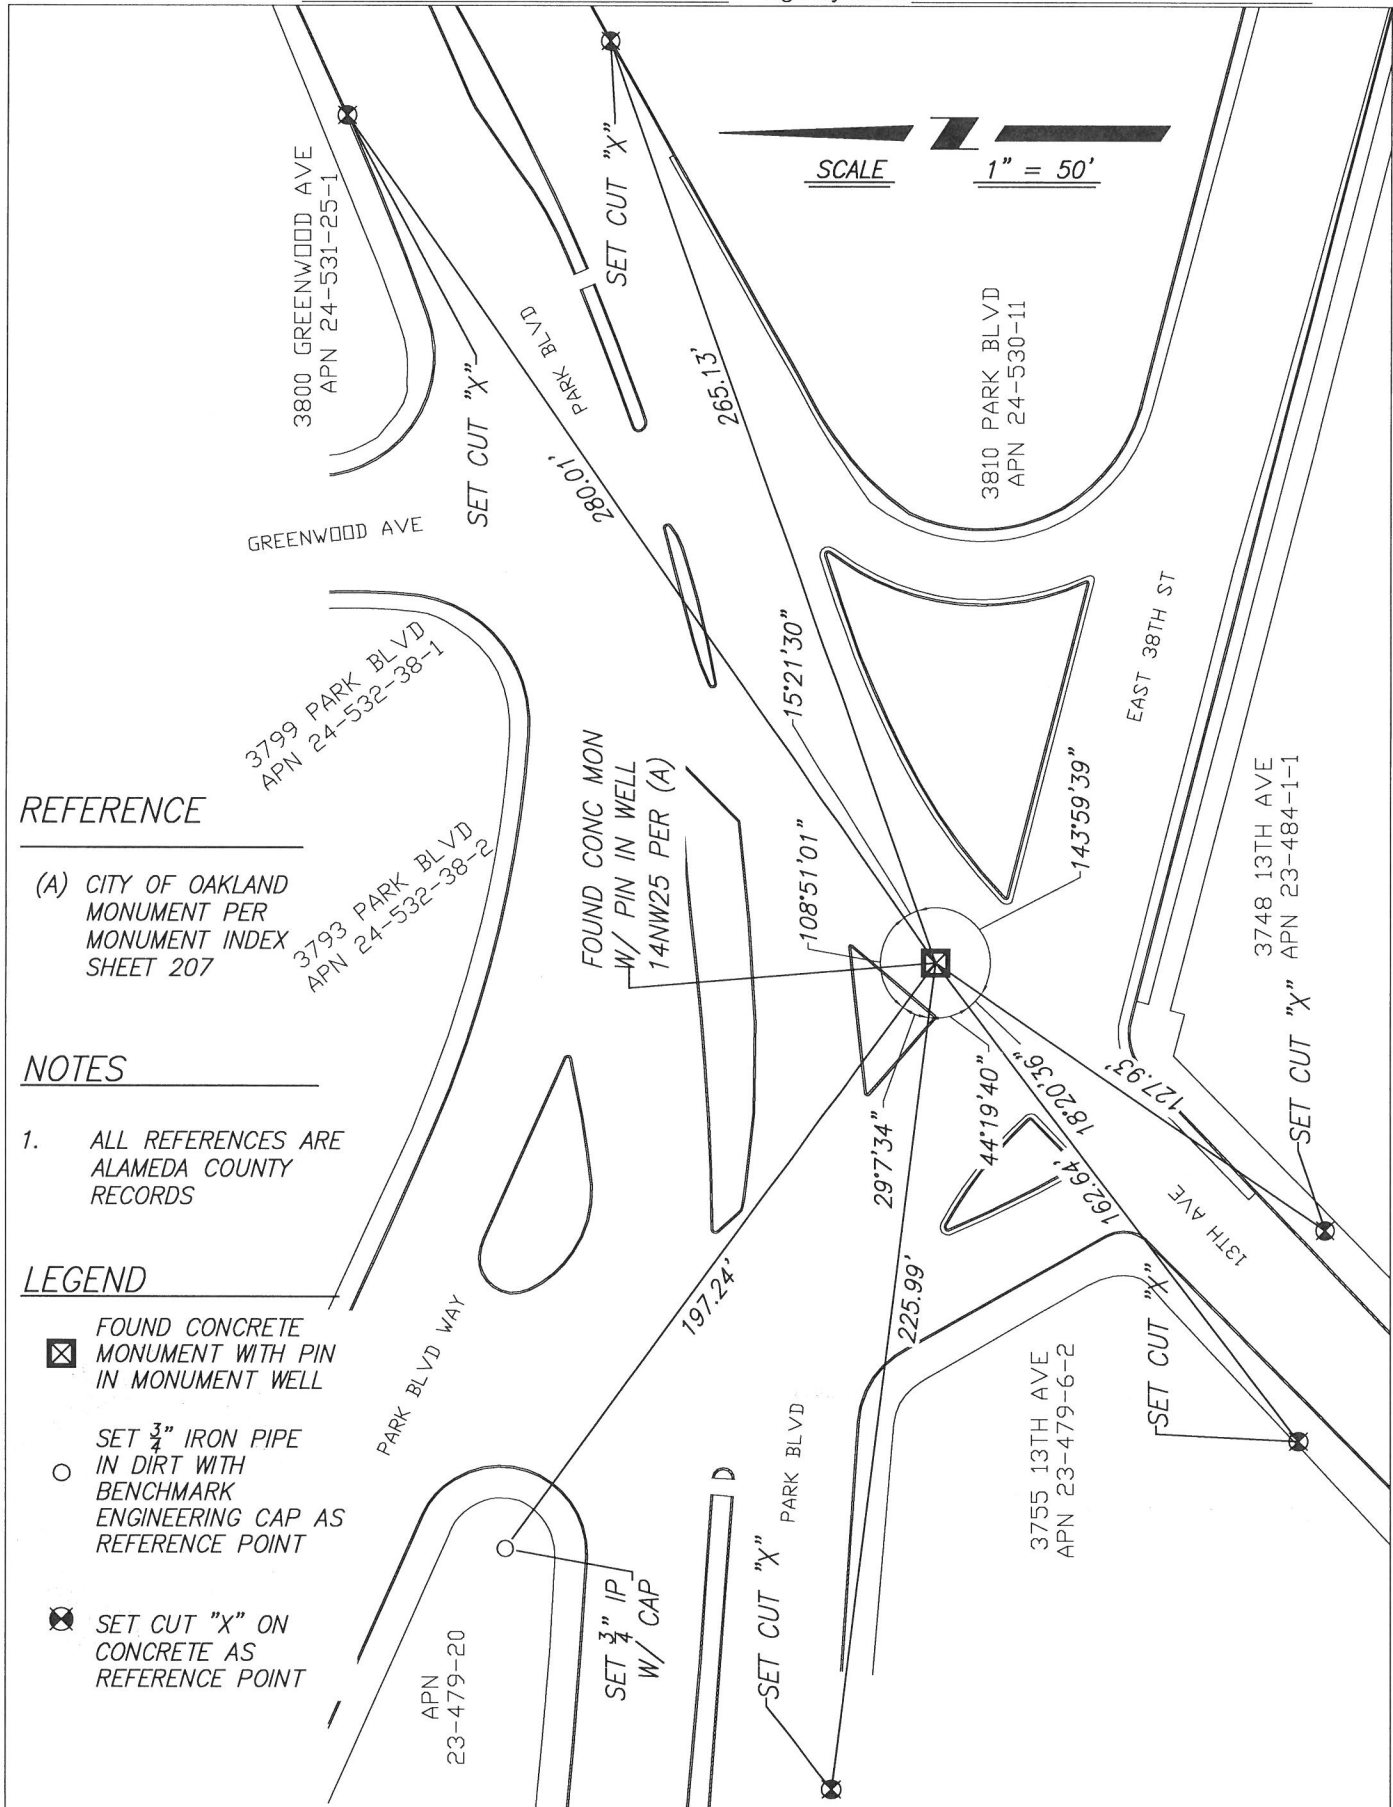 SCALE
1" = 50'
3800 GREENWOOD AVE
APN 24-531-25-1
SET CUT "X"
SET CUT "X"
PARK BLVD
265.13'
280.01'
3810 PARK BLVD
APN 24-530-11
GREENWOOD AVE
3799 PARK BLVD
APN 24-532-38-1
15°21'30"
EAST 38TH ST
FOUND CONC MON
W/ PIN IN WELL
14NW25 PER (A)
REFERENCE
(A) CITY OF OAKLAND
MONUMENT PER
MONUMENT INDEX
SHEET 207
3793 PARK BLVD
APN 24-532-38-2
108°51'01"
143°59'39"
3748 13TH AVE
APN 23-484-1-1
NOTES
1. ALL REFERENCES ARE
ALAMEDA COUNTY
RECORDS
29°7'34"
44°19'40"
18°20'36"
127.93'
162.64'
SET CUT "X"
13TH AVE
197.24'
225.99'
LEGEND
FOUND CONCRETE
MONUMENT WITH PIN
IN MONUMENT WELL
SET 3/4" IRON PIPE
IN DIRT WITH
BENCHMARK
ENGINEERING CAP AS
REFERENCE POINT
SET CUT "X" ON
CONCRETE AS
REFERENCE POINT
PARK BLVD WAY
SET CUT "X"
3755 13TH AVE
APN 23-479-6-2
PARK BLVD
SET CUT "X"
SET 3/4" IP
W/ CAP
APN
23-479-20